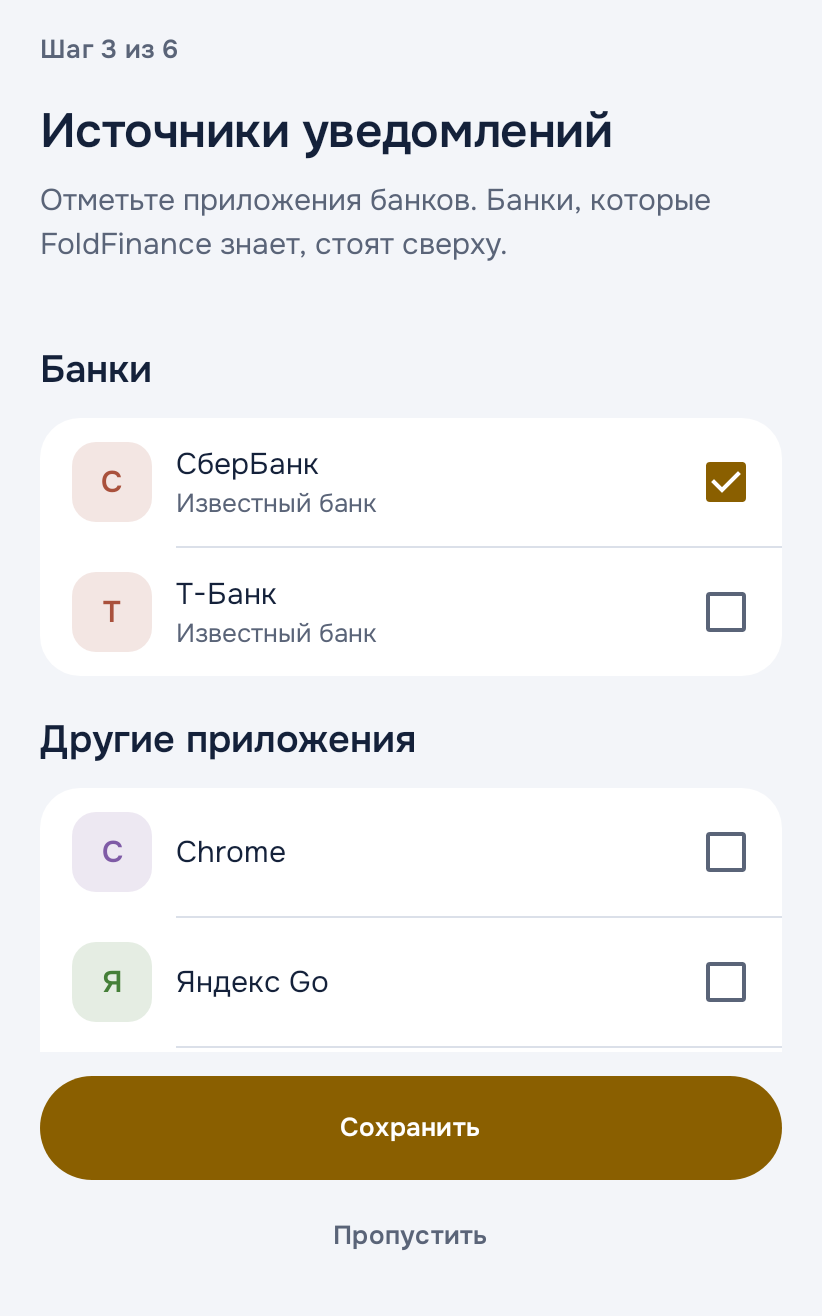 Шаг 3 из 6
Источники уведомлений
Отметьте приложения банков. Банки, которые
FoldFinance знает, стоят сверху.
Банки
С
СберБанк
Известный банк
Т
Т-Банк
Известный банк
Другие приложения
C
Chrome
Я
Яндекс Go
Сохранить
Пропустить